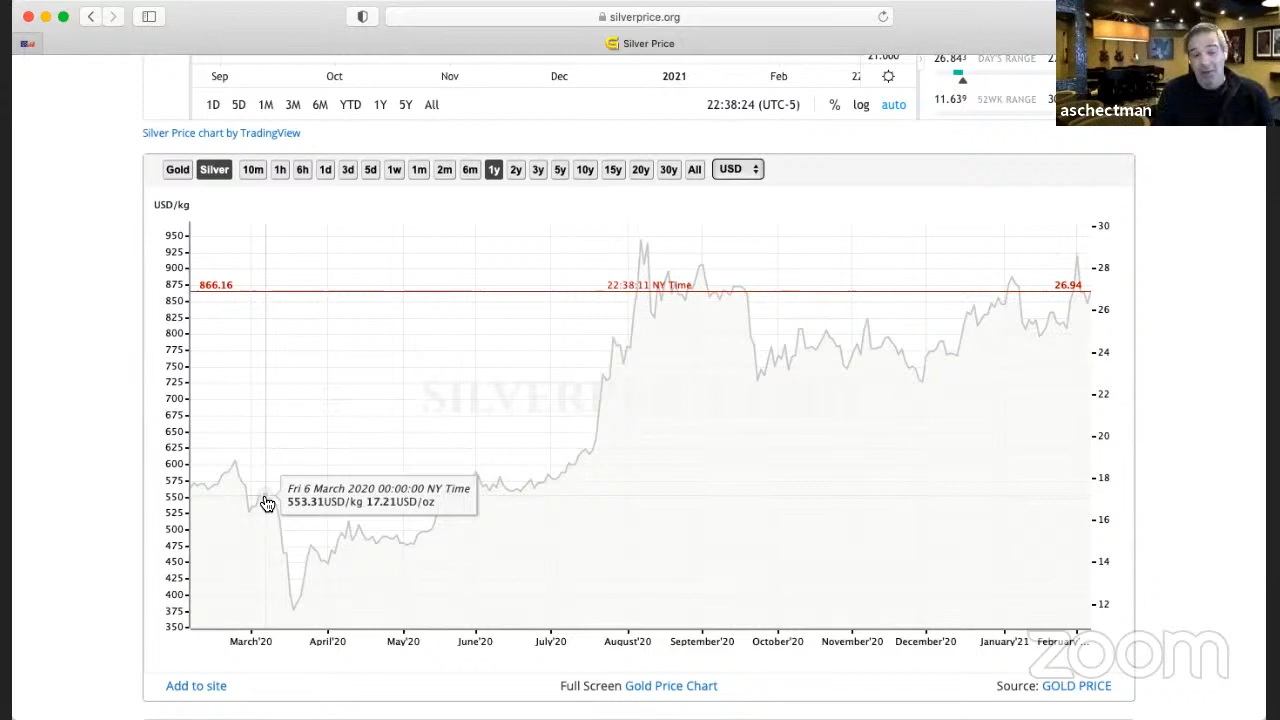 silverprice.org
Silver Price
21.000
26.84³ DAY'S RANGE
Sep Oct Nov Dec 2021 Feb 22
1D 5D 1M 3M 6M YTD 1Y 5Y All 22:38:24 (UTC-5) % log auto
11.63⁹ 52WK RANGE
aschectman
Silver Price chart by TradingView
Gold Silver 10m 1h 6h 1d 3d 5d 1w 1m 2m 6m 1y 2y 3y 5y 10y 15y 20y 30y All USD
USD/kg
950
925
900
875
850
825
800
775
750
725
700
675
650
625
600
575
550
525
500
475
450
425
400
375
350
30
28
26
24
22
20
18
16
14
12
866.16
22:38:11 NY Time
26.94
Fri 6 March 2020 00:00:00 NY Time
553.31USD/kg 17.21USD/oz
March'20 April'20 May'20 June'20 July'20 August'20 September'20 October'20 November'20 December'20 January'21 February'...
zoom
Add to site
Full Screen Gold Price Chart
Source: GOLD PRICE